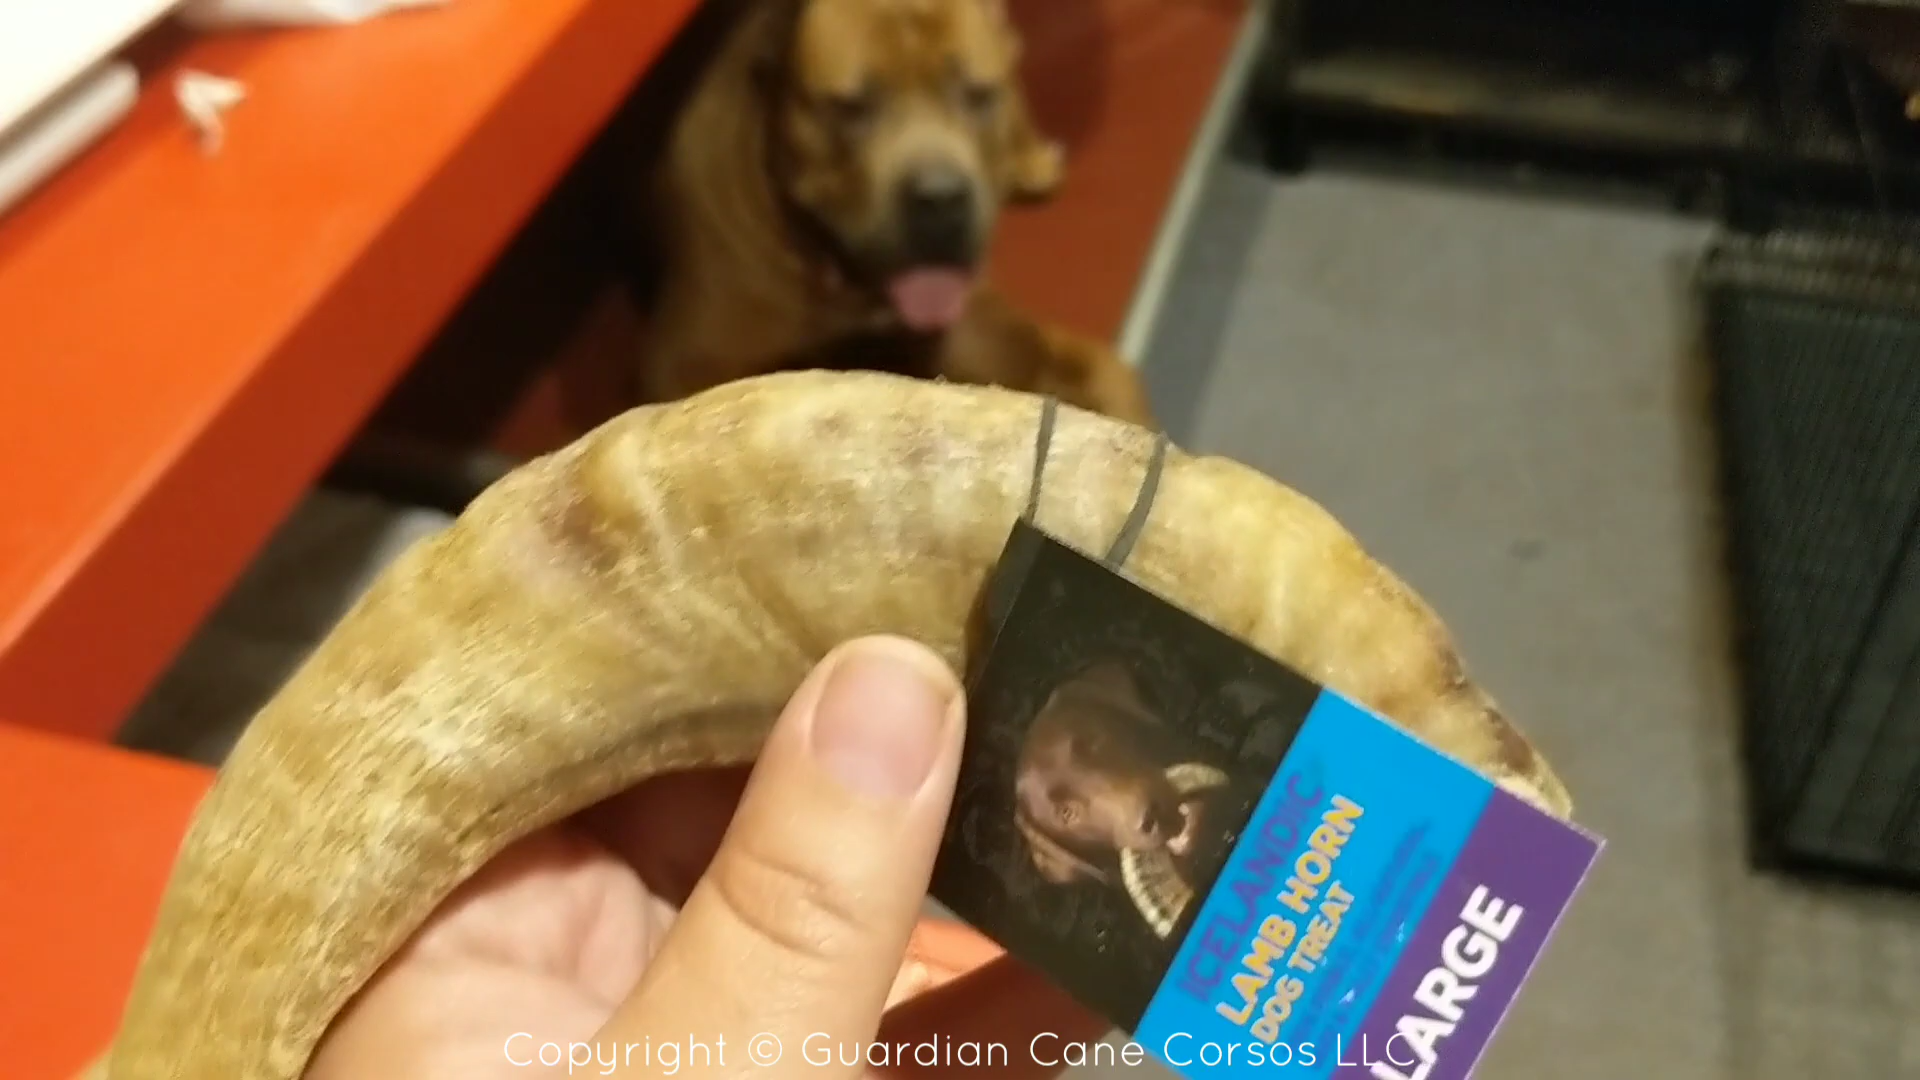 ICELANDIC
LAMB HORN
DOG TREAT
LARGE
Copyright © Guardian Cane Corsos LLC